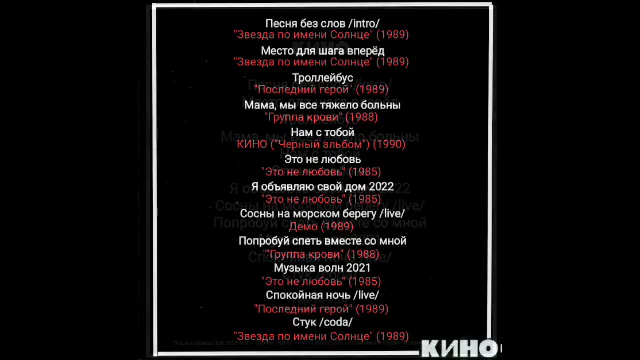 Песня без слов /intro/
"Звезда по имени Солнце" (1989)
Место для шага вперёд
"Звезда по имени Солнце" (1989)
Троллейбус
"Последний герой" (1989)
Мама, мы все тяжело больны
"Группа крови" (1988)
Нам с тобой
КИНО ("Черный альбом") (1990)
Это не любовь
"Это не любовь" (1985)
Я объявляю свой дом 2022
"Это не любовь" (1985)
Сосны на морском берегу /live/
Демо (1989)
Попробуй спеть вместе со мной
"Группа крови" (1988)
Музыка волн 2021
"Это не любовь" (1985)
Спокойная ночь /live/
"Последний герой" (1989)
Стук /coda/
"Звезда по имени Солнце" (1989)
КИНО